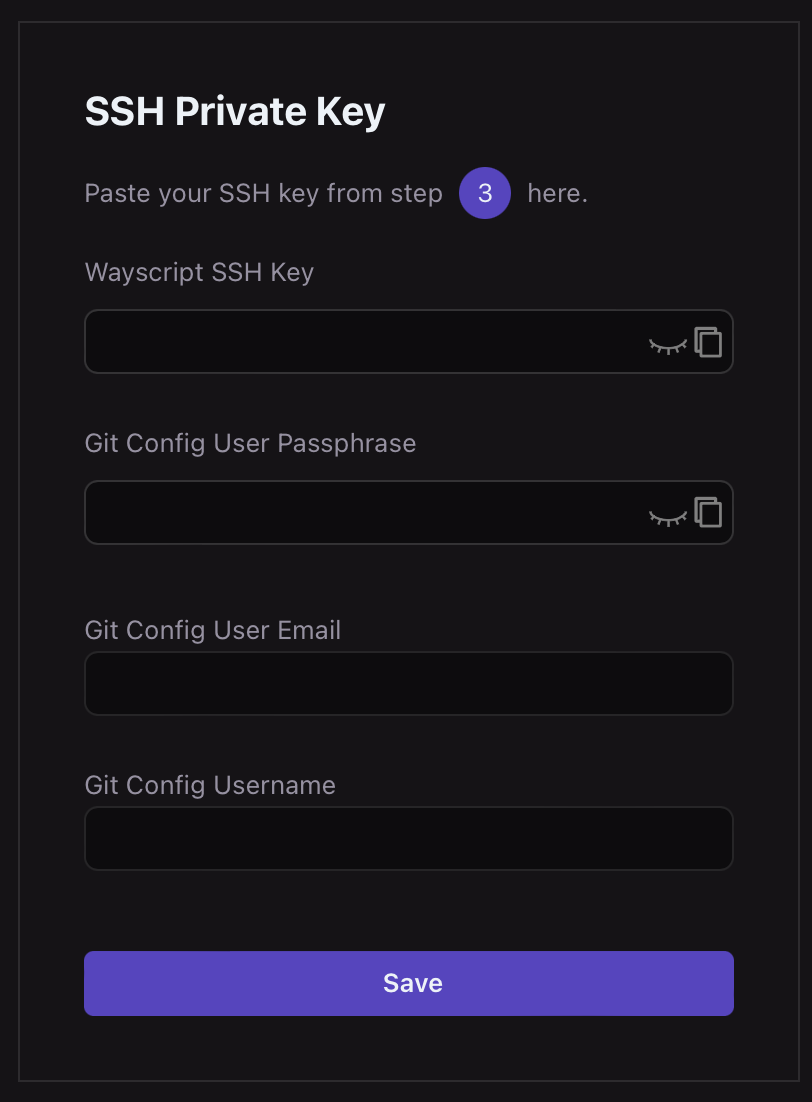 SSH Private Key
Paste your SSH key from step 3 here.
Wayscript SSH Key
Git Config User Passphrase
Git Config User Email
Git Config Username
Save